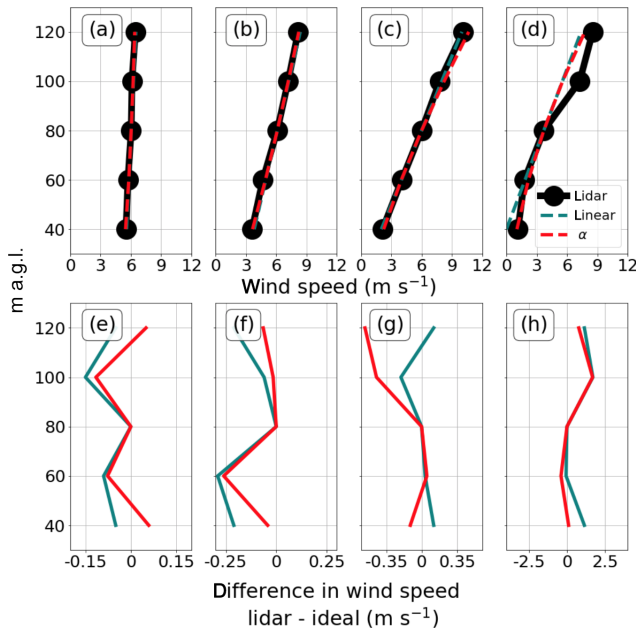 (a) (b) (c) (d)
120
100
80
60
40
m a.g.l.
Lidar
Linear
α
0 3 6 9 12 0 3 6 9 12 0 3 6 9 12 0 3 6 9 12
Wind speed (m s⁻¹)
(e) (f) (g) (h)
120
100
80
60
40
-0.15 0 0.15 -0.25 0 0.25 -0.35 0 0.35 -2.5 0 2.5
Difference in wind speed
lidar - ideal (m s⁻¹)